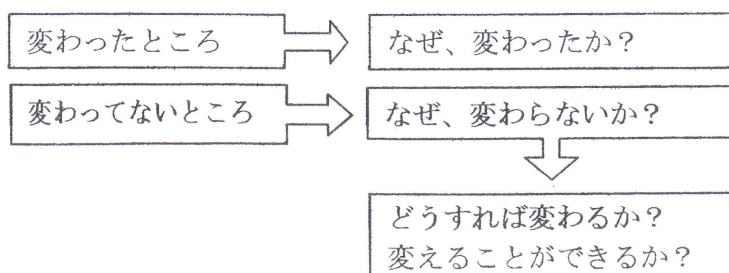 変わったところ
なぜ、変わったか？
変わってないところ
なぜ、変わらないか？
どうすれば変わるか？
変えることができるか？